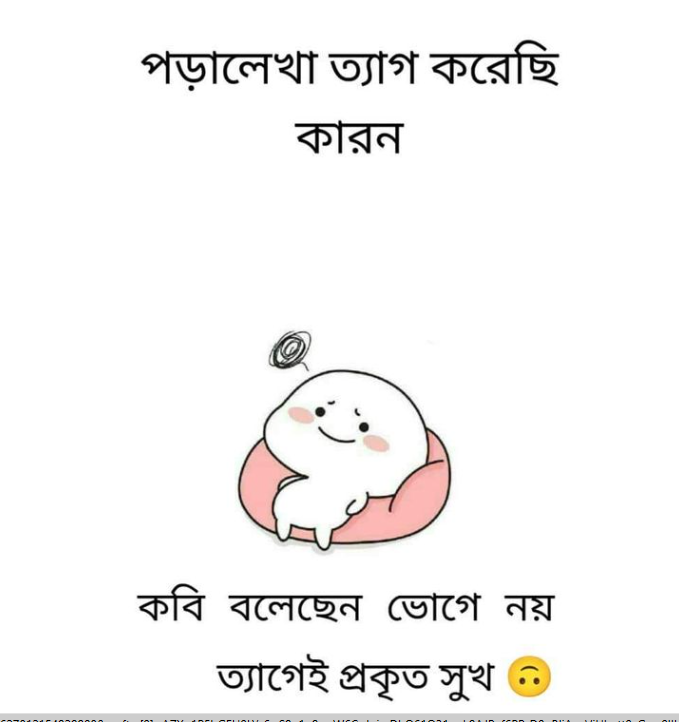 পড়ালেখা ত্যাগ করেছি
কারন
কবি বলেছেন ভোগে নয়
ত্যাগেই প্রকৃত সুখ 🙃